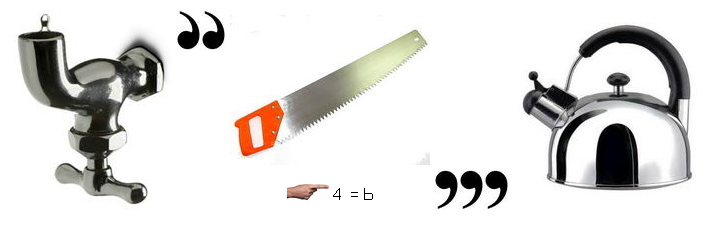 ,,
4 = b
,,,